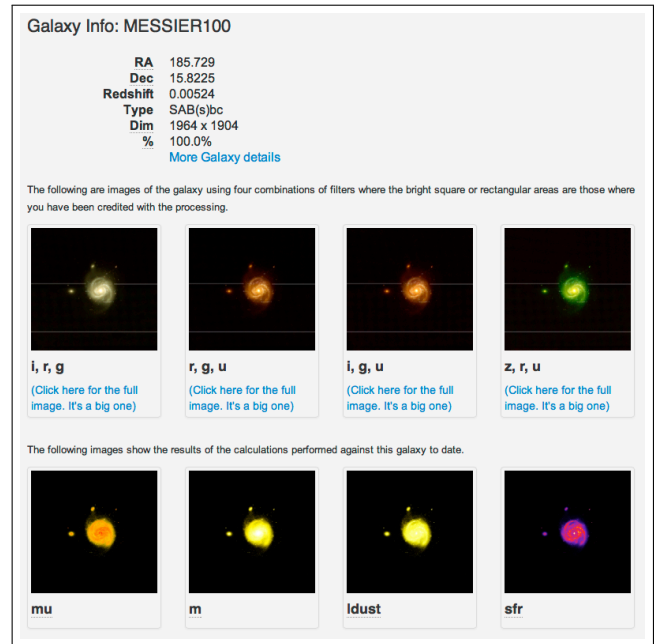 Galaxy Info: MESSIER100
RA 185.729
Dec 15.8225
Redshift 0.00524
Type SAB(s)bc
Dim 1964 x 1904
% 100.0%
More Galaxy details
The following are images of the galaxy using four combinations of filters where the bright square or rectangular areas are those where
you have been credited with the processing.
i, r, g
(Click here for the full
image. It's a big one)
r, g, u
(Click here for the full
image. It's a big one)
i, g, u
(Click here for the full
image. It's a big one)
z, r, u
(Click here for the full
image. It's a big one)
The following images show the results of the calculations performed against this galaxy to date.
mu
m
ldust
sfr